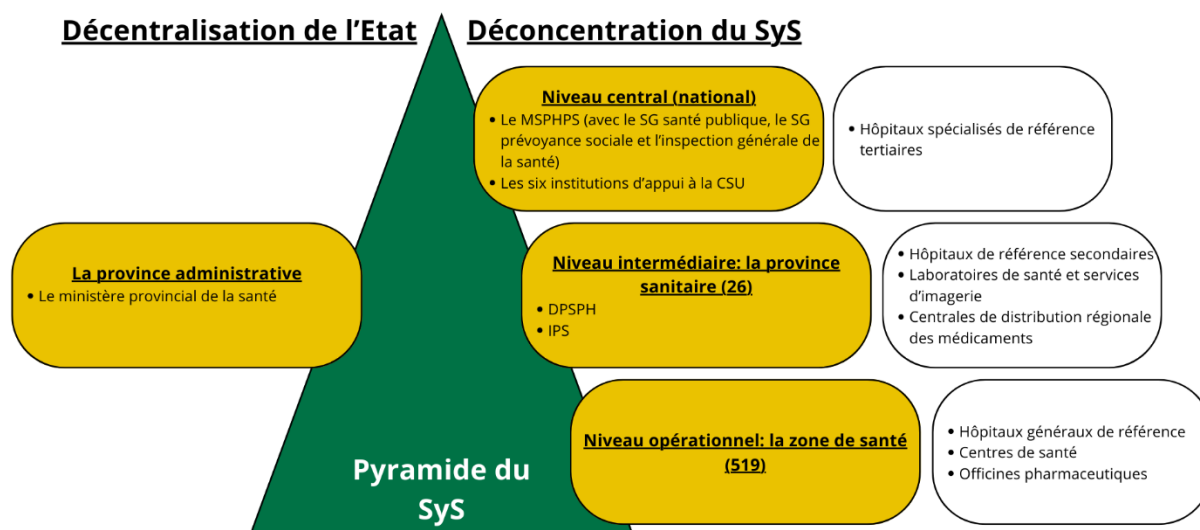 Décentralisation de l'Etat
Déconcentration du SyS
Niveau central (national)
• Le MSPHPS (avec le SG santé publique, le SG
prévoyance sociale et l'inspection générale de
la santé)
• Les six institutions d'appui à la CSU
• Hôpitaux spécialisés de référence
tertiaires
La province administrative
• Le ministère provincial de la santé
Niveau intermédiaire: la province
sanitaire (26)
• DPSPH
• IPS
• Hôpitaux de référence secondaires
• Laboratoires de santé et services
d'imagerie
• Centrales de distribution régionale
des médicaments
Niveau opérationnel: la zone de santé
(519)
• Hôpitaux généraux de référence
• Centres de santé
• Officines pharmaceutiques
Pyramide du
SyS